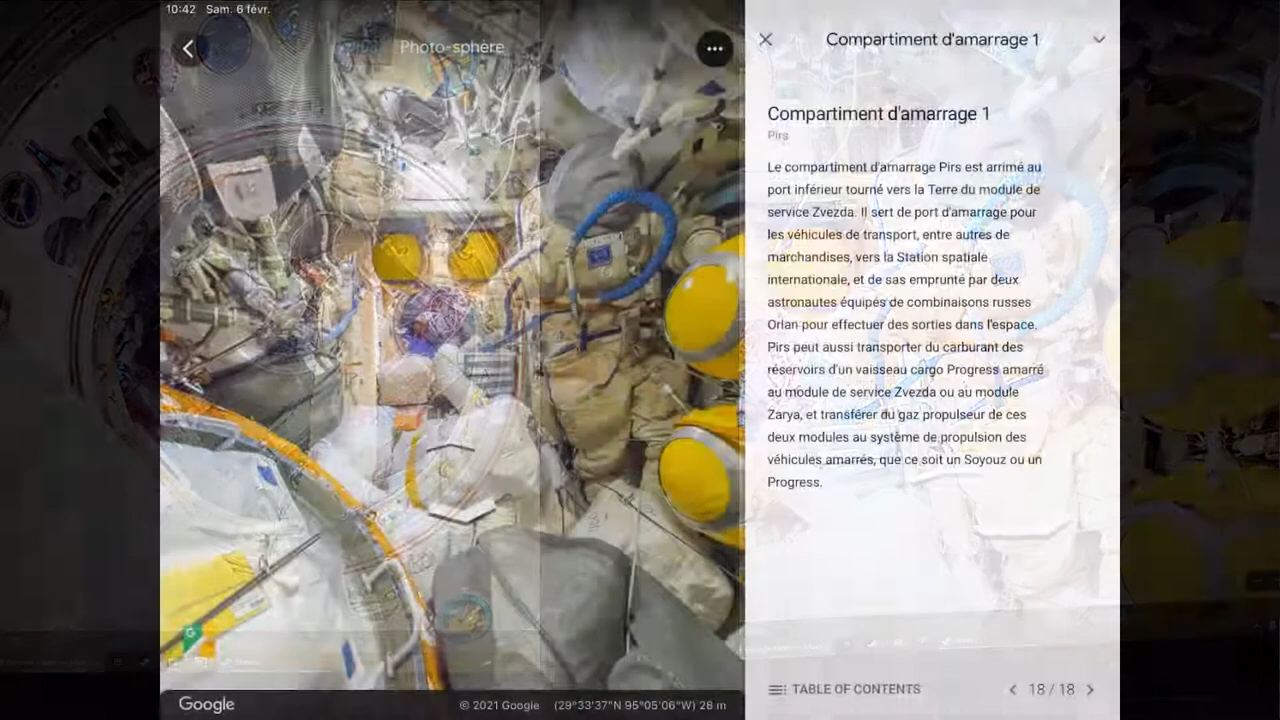 10:42 Sam. 6 févr.
Photo-sphère
Compartiment d'amarrage 1
Compartiment d'amarrage 1
Pirs
Le compartiment d'amarrage Pirs est arrimé au
port inférieur tourné vers la Terre du module de
service Zvezda. Il sert de port d'amarrage pour
les véhicules de transport, entre autres de
marchandises, vers la Station spatiale
internationale, et de sas emprunté par deux
astronautes équipés de combinaisons russes
Orlan pour effectuer des sorties dans l'espace.
Pirs peut aussi transporter du carburant des
réservoirs d'un vaisseau cargo Progress amarré
au module de service Zvezda ou au module
Zarya, et transférer du gaz propulseur de ces
deux modules au système de propulsion des
véhicules amarrés, que ce soit un Soyouz ou un
Progress.
TABLE OF CONTENTS
18 / 18
Google
© 2021 Google (29°33'37"N 95°05'06"W) 28 m